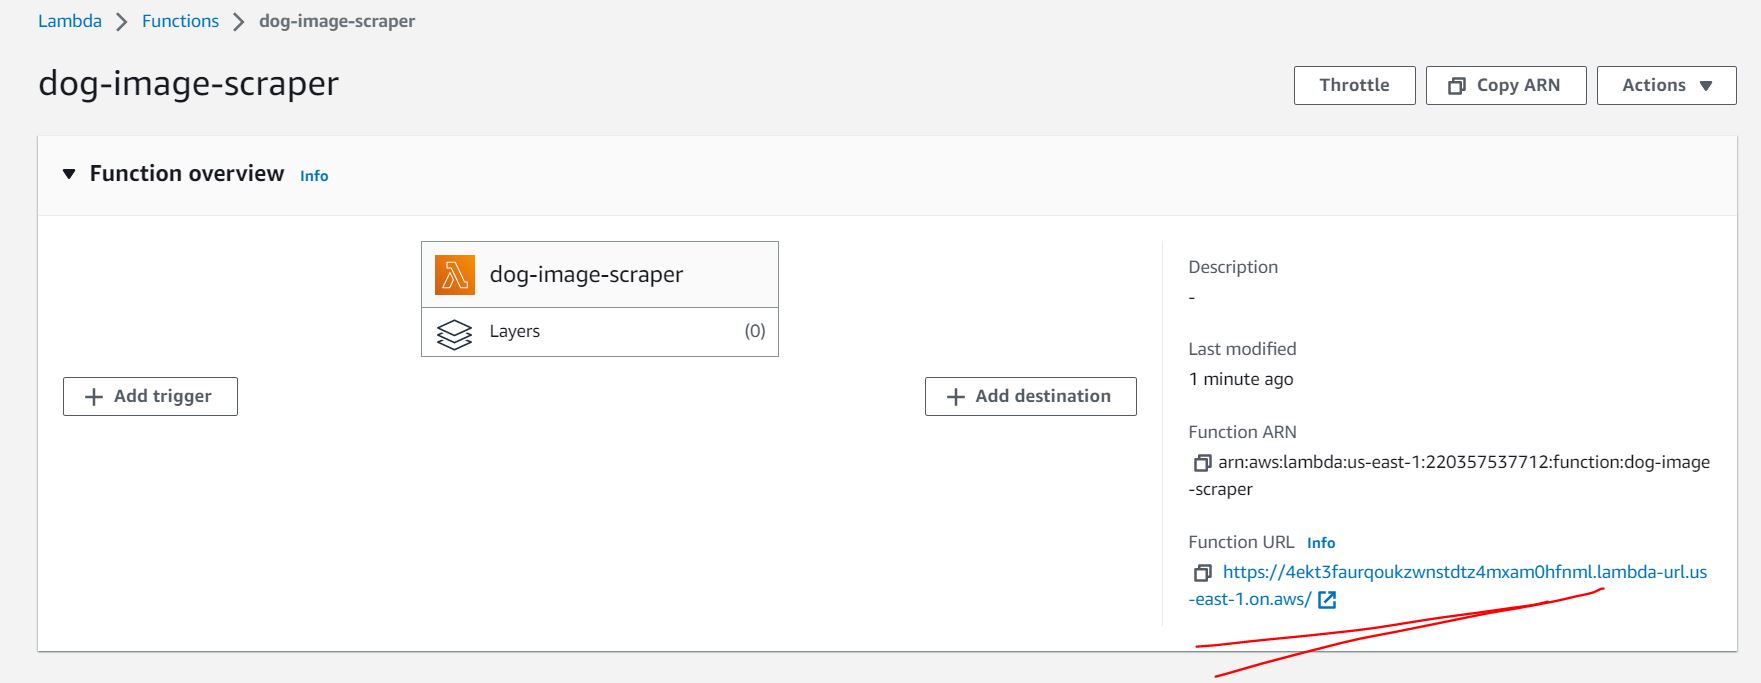 Lambda > Functions > dog-image-scraper
dog-image-scraper
Throttle
Copy ARN
Actions
Function overview Info
dog-image-scraper
Layers (0)
Add trigger
Add destination
Description
-
Last modified
1 minute ago
Function ARN
arn:aws:lambda:us-east-1:220357537712:function:dog-image
-scraper
Function URL Info
https://4ekt3faurqoukzwnstdtz4mxam0hfnml.lambda-url.us
-east-1.on.aws/